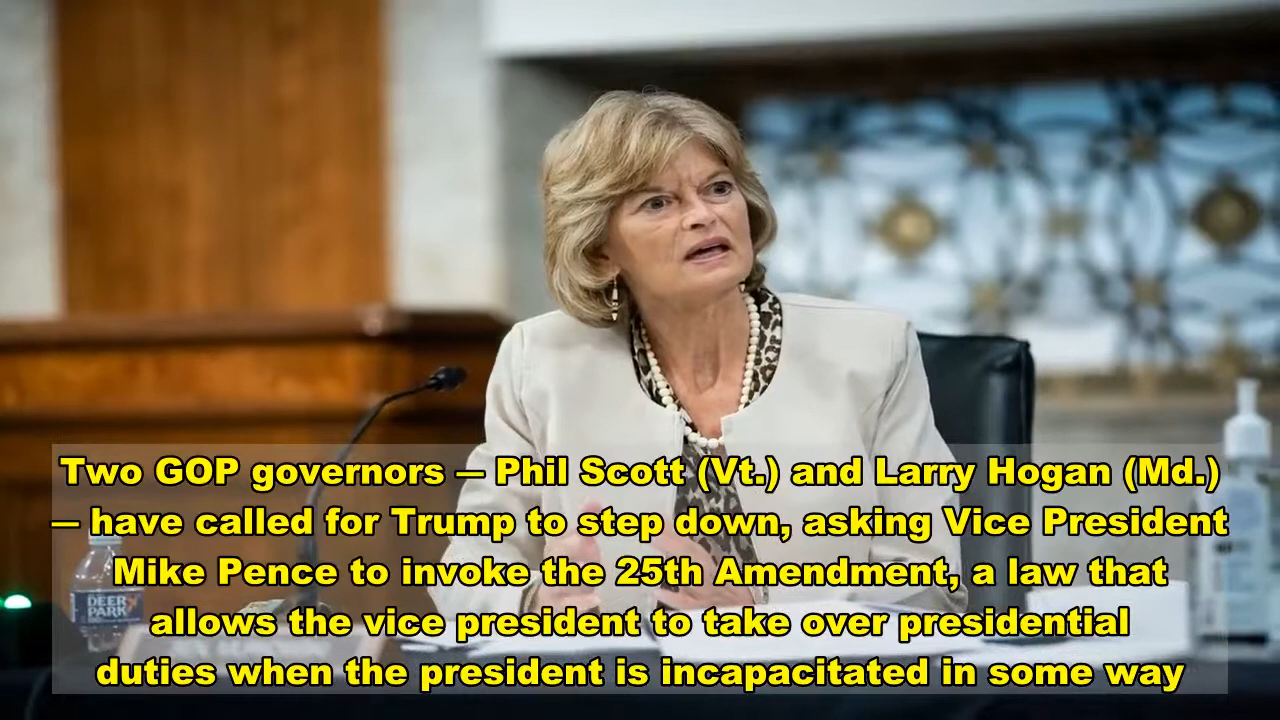 Two GOP governors — Phil Scott (Vt.) and Larry Hogan (Md.)
— have called for Trump to step down, asking Vice President
Mike Pence to invoke the 25th Amendment, a law that
allows the vice president to take over presidential
duties when the president is incapacitated in some way
DEER
PARK